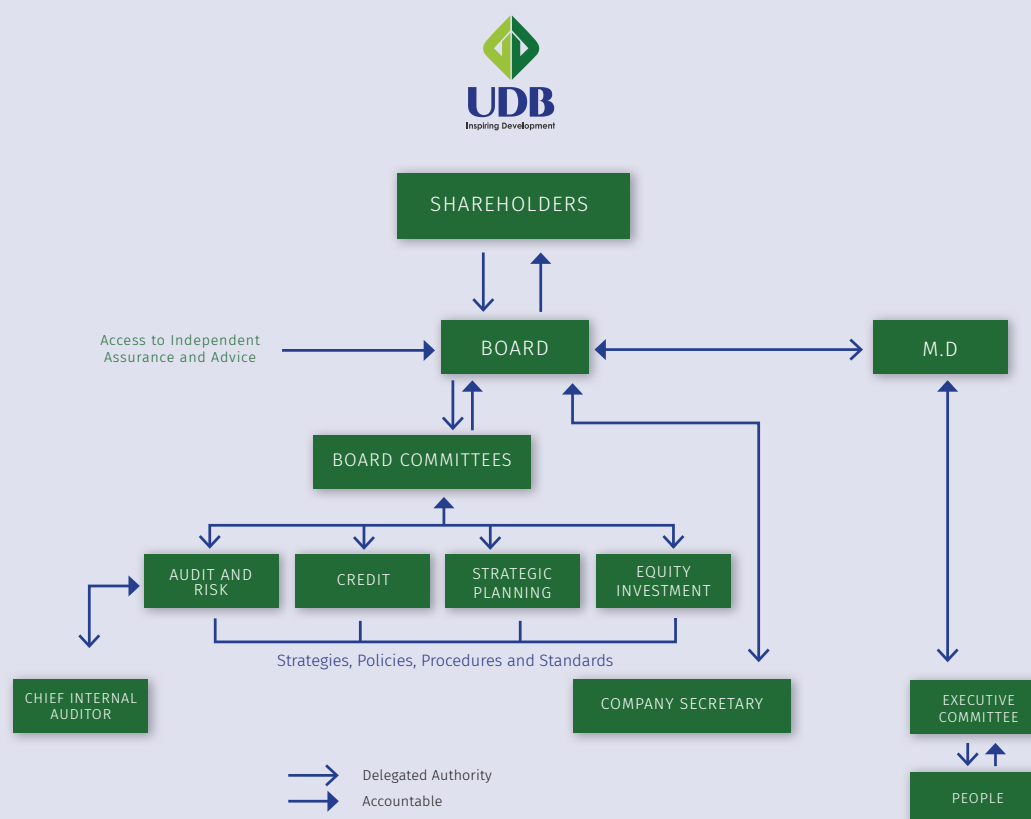 UDB
Inspiring Development
SHAREHOLDERS
Access to Independent
Assurance and Advice
BOARD
M.D
BOARD COMMITTEES
AUDIT AND
RISK
CREDIT
STRATEGIC
PLANNING
EQUITY
INVESTMENT
Strategies, Policies, Procedures and Standards
CHIEF INTERNAL
AUDITOR
COMPANY SECRETARY
EXECUTIVE
COMMITTEE
Delegated Authority
Accountable
PEOPLE